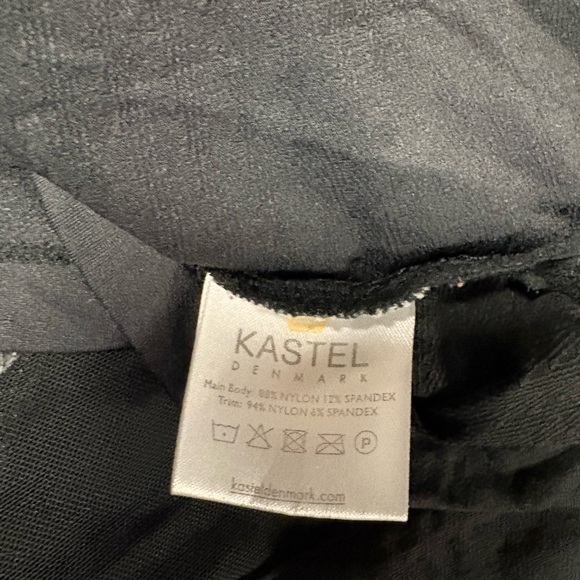 KASTEL
DENMARK
Main Body: 88% NYLON 12% SPANDEX
Trim: 94% NYLON 6% SPANDEX
P
kasteldenmark.com